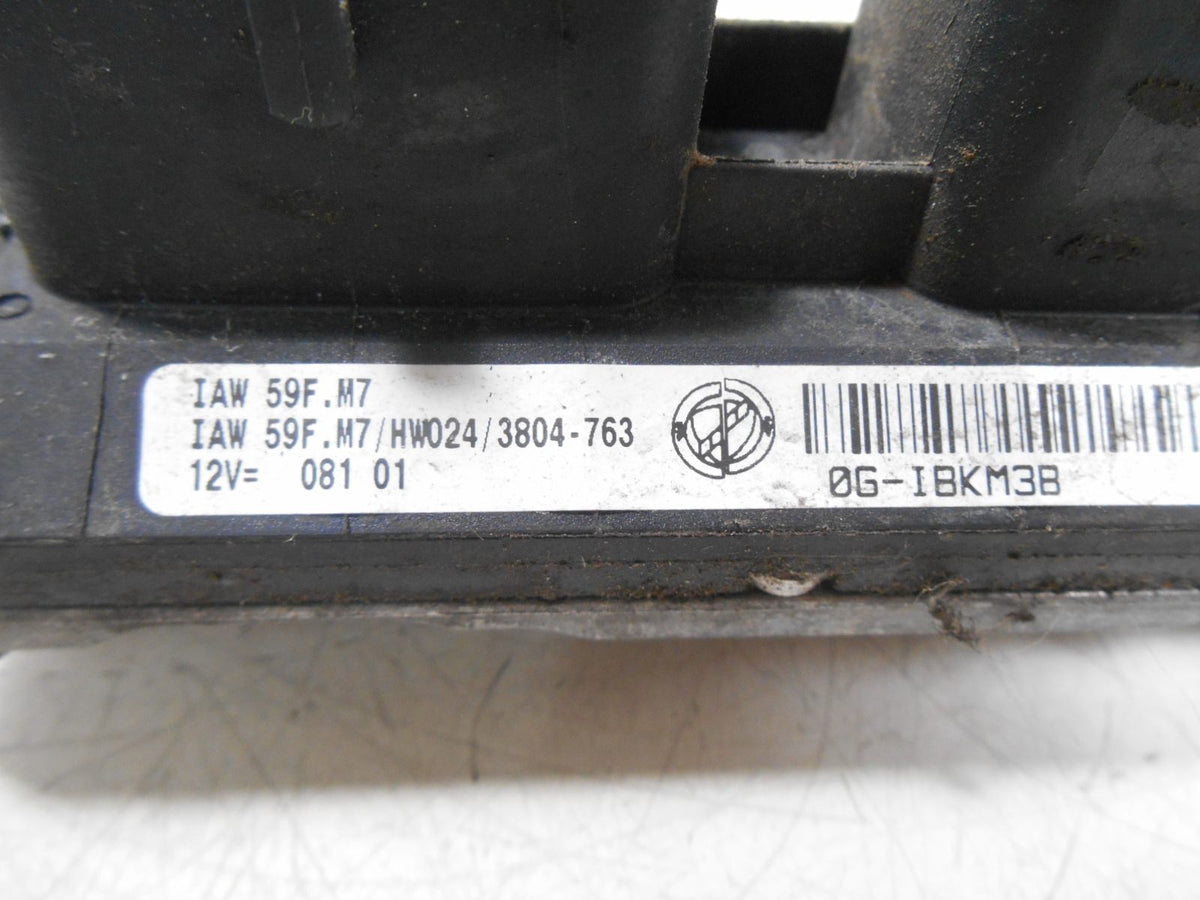 IAW 59F.M7
IAW 59F.M7/HW024/3804-763
12V= 081 01
0G-IBKM3B